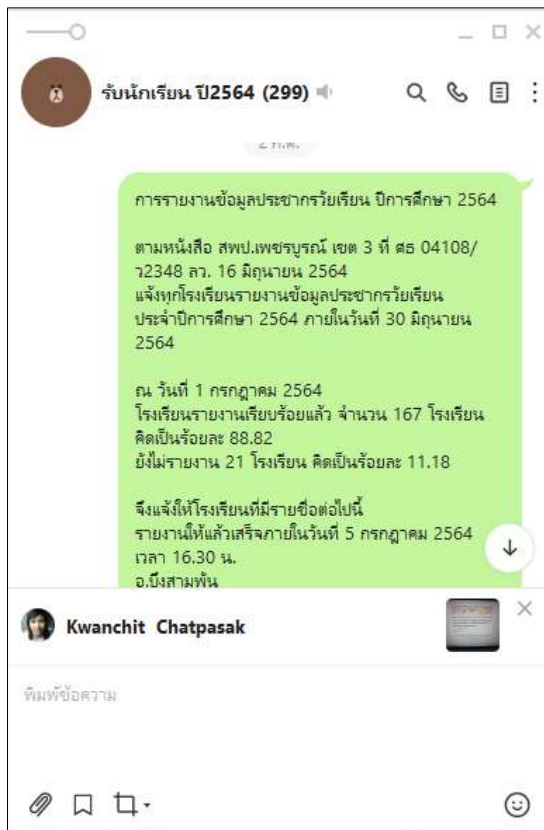 รับนักเรียน ปี2564 (299)
2 ก.ค.
การรายงานข้อมูลประชากรวัยเรียน ปีการศึกษา 2564
ตามหนังสือ สพป.เพชรบูรณ์ เขต 3 ที่ ศธ 04108/
ว2348 ลว. 16 มิถุนายน 2564
แจ้งทุกโรงเรียนรายงานข้อมูลประชากรวัยเรียน
ประจำปีการศึกษา 2564 ภายในวันที่ 30 มิถุนายน
2564
ณ วันที่ 1 กรกฎาคม 2564
โรงเรียนรายงานเรียบร้อยแล้ว จำนวน 167 โรงเรียน
คิดเป็นร้อยละ 88.82
ยังไม่รายงาน 21 โรงเรียน คิดเป็นร้อยละ 11.18
จึงแจ้งให้โรงเรียนที่มีรายชื่อต่อไปนี้
รายงานให้แล้วเสร็จภายในวันที่ 5 กรกฎาคม 2564
เวลา 16.30 น.
อ.บึงสามพัน
Kwanchit Chatpasak
พิมพ์ข้อความ